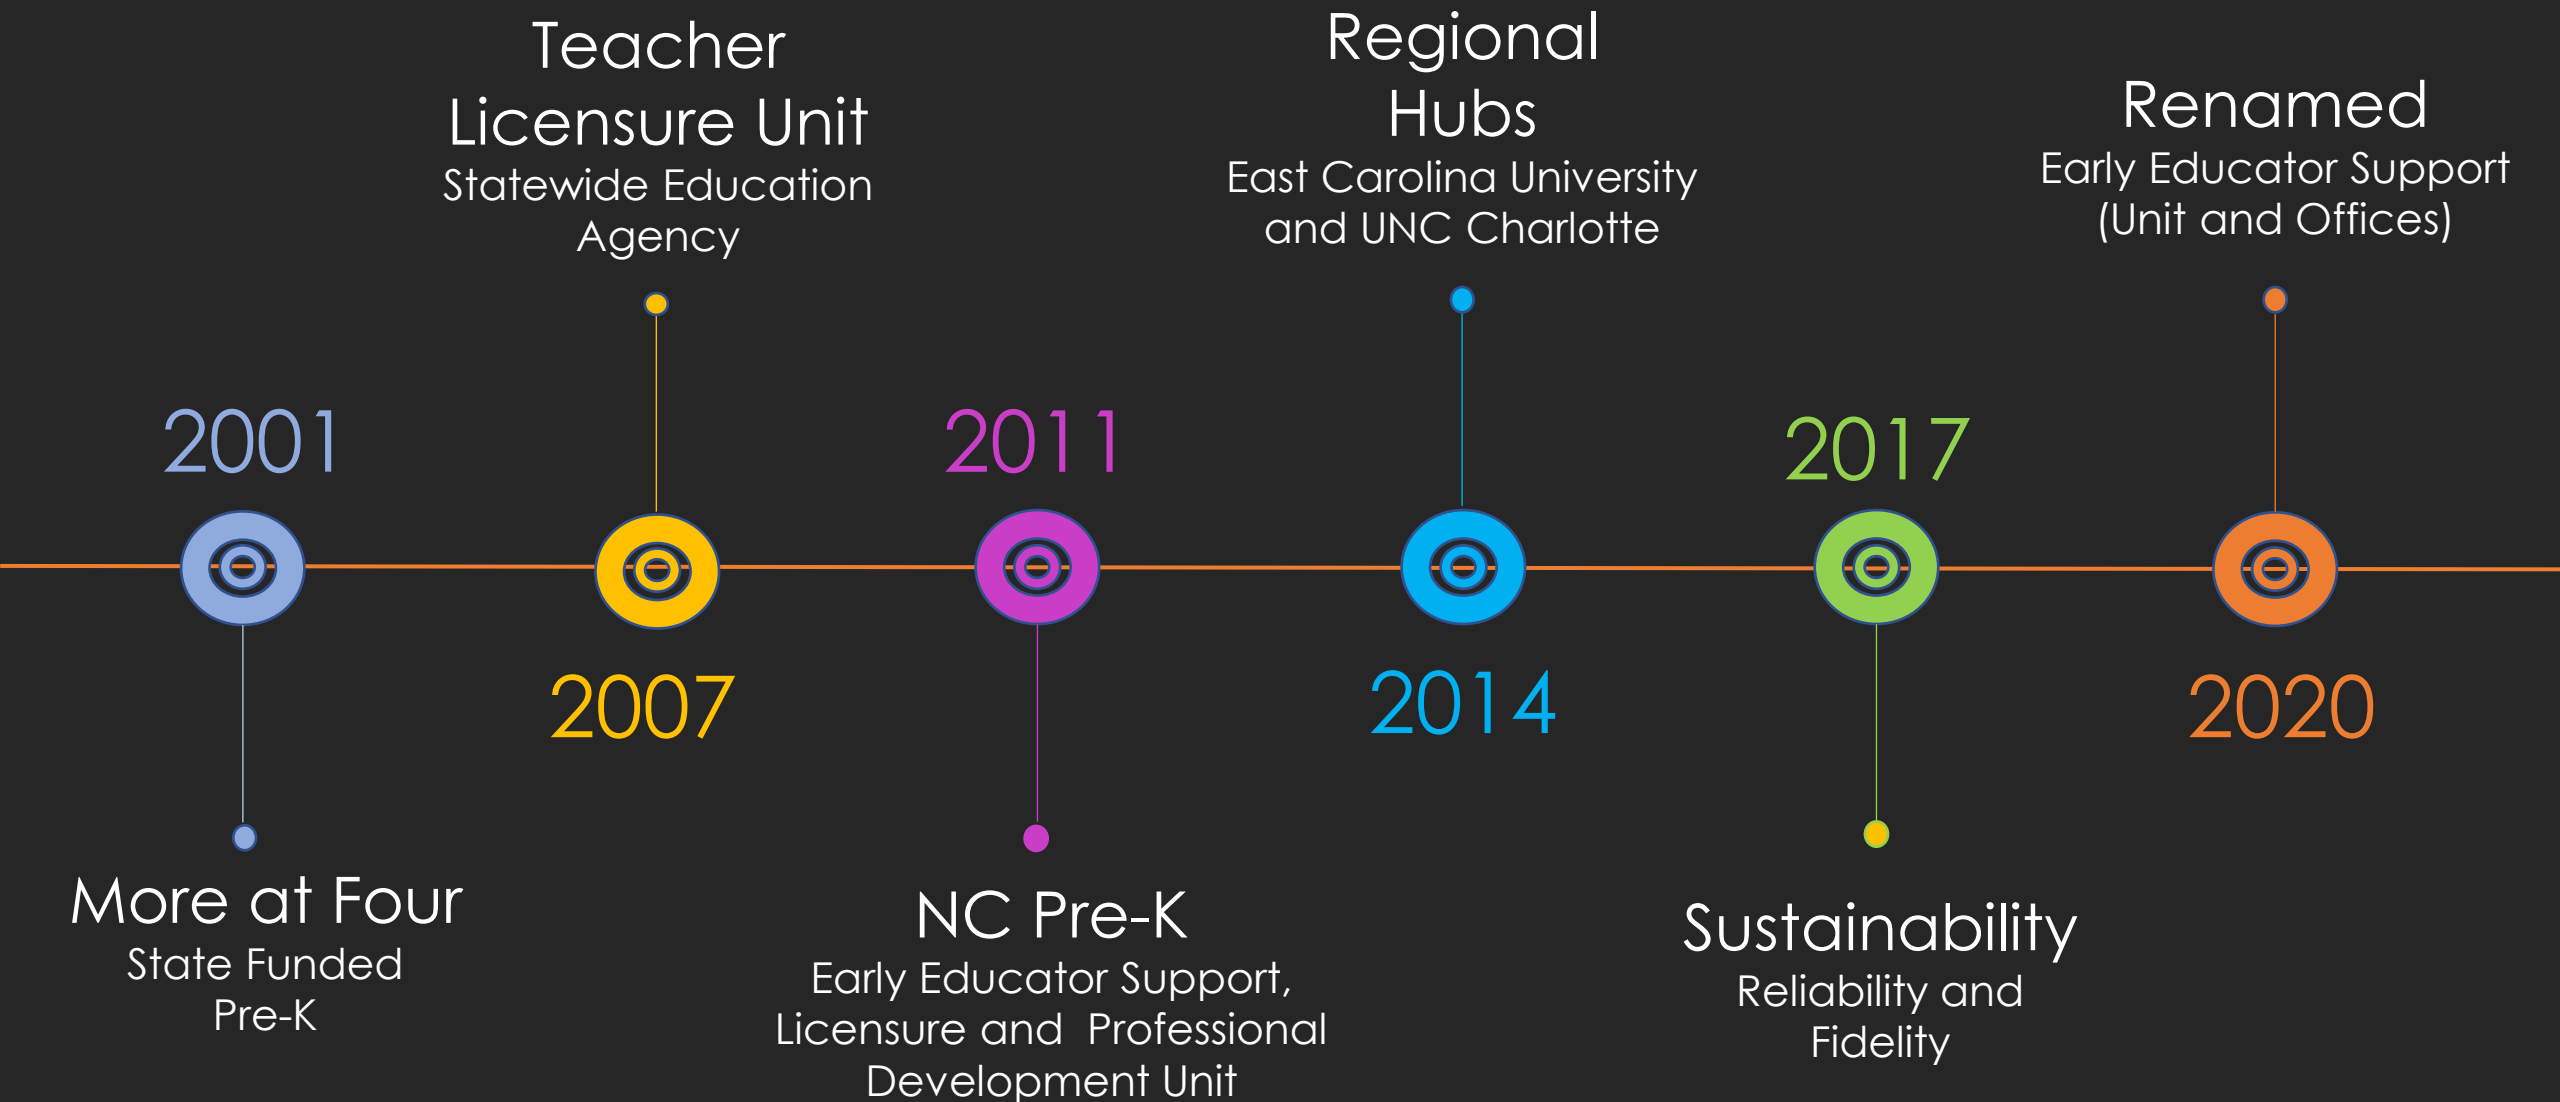 2001
More at Four
State Funded
Pre-K
Teacher
Licensure Unit
Statewide Education
Agency
2007
2011
NC Pre-K
Early Educator Support,
Licensure and Professional
Development Unit
Regional
Hubs
East Carolina University
and UNC Charlotte
2014
2017
Sustainability
Reliability and
Fidelity
Renamed
Early Educator Support
(Unit and Offices)
2020